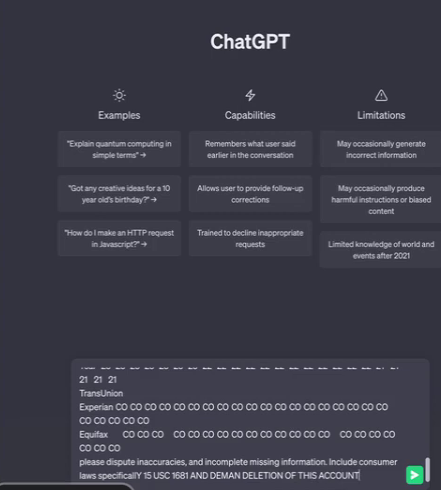 ChatGPT
Examples
Capabilities
Limitations
"Explain quantum computing in
simple terms" →
Remembers what user said
earlier in the conversation
May occasionally generate
incorrect information
"Got any creative ideas for a 10
year old's birthday?" →
Allows user to provide follow-up
corrections
May occasionally produce
harmful instructions or biased
content
"How do I make an HTTP request
in Javascript?" →
Trained to decline inappropriate
requests
Limited knowledge of world and
events after 2021
21 21 21
TransUnion
Experian CO CO CO CO CO CO CO CO CO CO CO CO CO CO CO CO CO CO CO
CO CO CO CO CO
Equifax CO CO CO CO CO CO CO CO CO CO CO CO CO CO CO CO CO CO
CO CO CO
please dispute inaccuracies, and incomplete missing information. Include consumer
laws specificallY 15 USC 1681 AND DEMAN DELETION OF THIS ACCOUNT